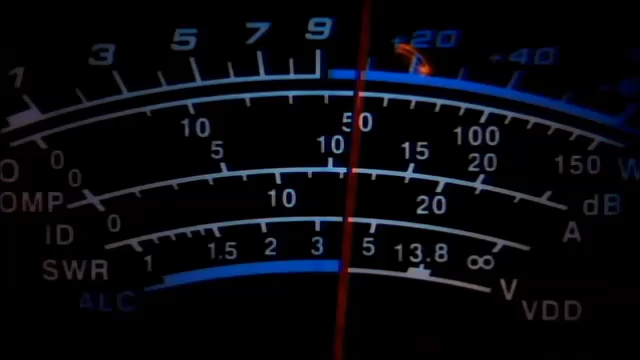 1 3 5 7 9 +20 +40
0 10 50 100 150 W
COMP 0 5 10 15 20 dB
ID 0 10 20 A
SWR 1 1.5 2 3 5 ∞
ALC 13.8 V
VDD